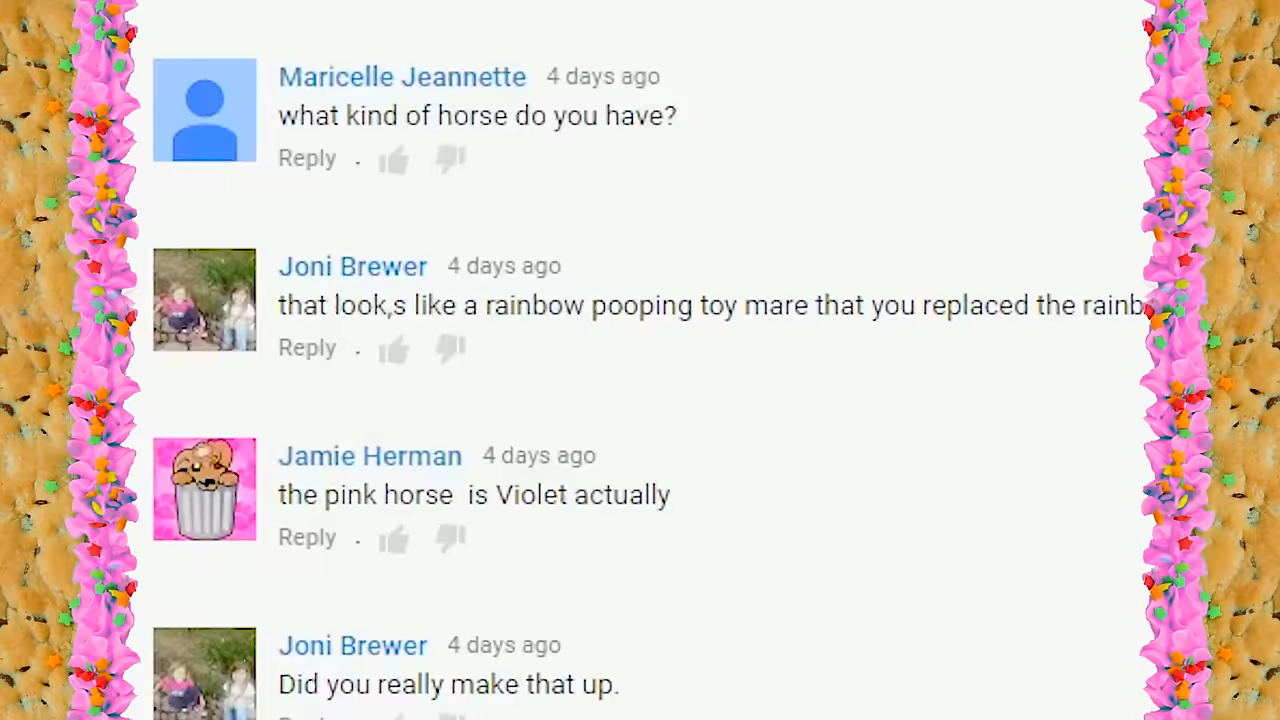 Maricelle Jeannette 4 days ago
what kind of horse do you have?
Reply .
Joni Brewer 4 days ago
that look,s like a rainbow pooping toy mare that you replaced the rainb
Reply .
Jamie Herman 4 days ago
the pink horse  is Violet actually
Reply .
Joni Brewer 4 days ago
Did you really make that up.